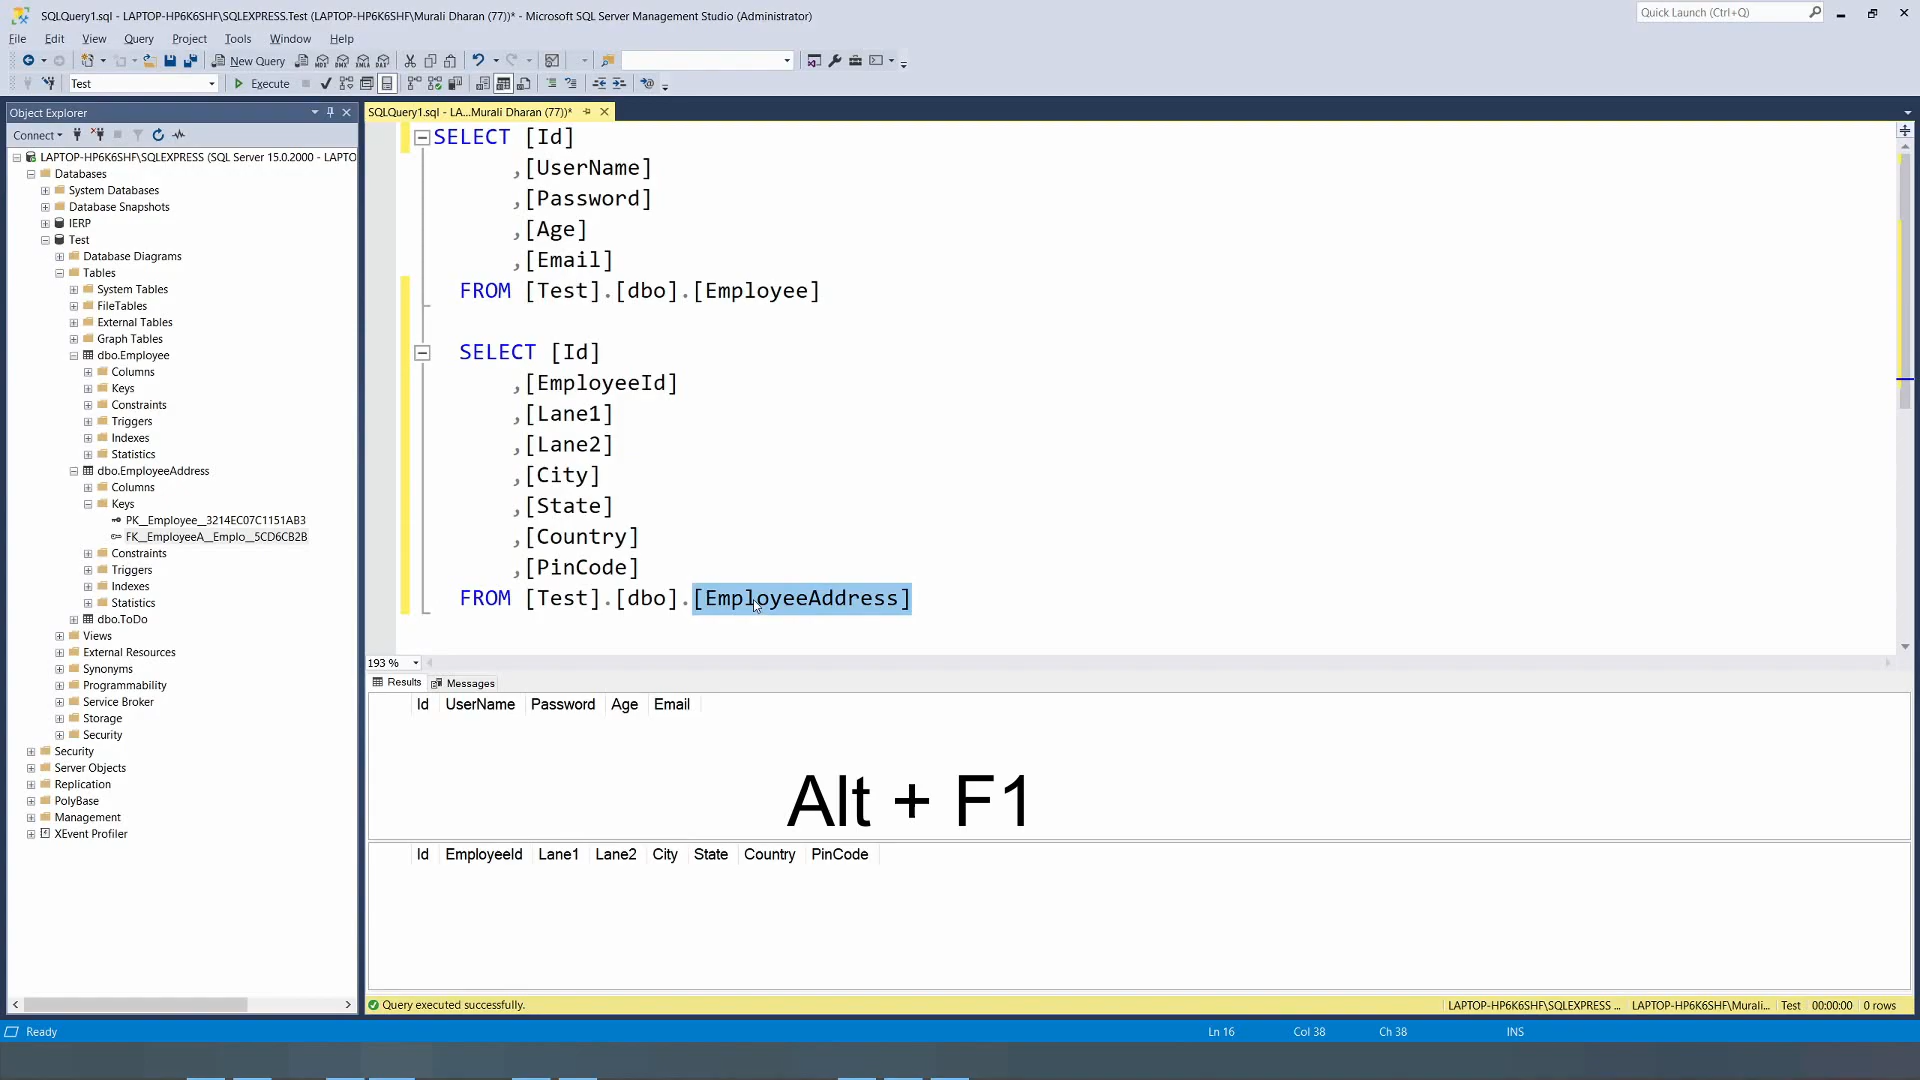 SQLQuery1.sql - LAPTOP-HP6K6SHF\SQLEXPRESS.Test (LAPTOP-HP6K6SHF\Murali Dharan (77))* - Microsoft SQL Server Management Studio (Administrator)
Quick Launch (Ctrl+Q)
File Edit View Query Project Tools Window Help
New Query
Test
Execute
Object Explorer
Connect
LAPTOP-HP6K6SHF\SQLEXPRESS (SQL Server 15.0.2000 - LAPTO
Databases
System Databases
Database Snapshots
IERP
Test
Database Diagrams
Tables
System Tables
FileTables
External Tables
Graph Tables
dbo.Employee
Columns
Keys
Constraints
Triggers
Indexes
Statistics
dbo.EmployeeAddress
Columns
Keys
PK__Employee__3214EC07C1151AB3
FK__EmployeeA__Emplo__5CD6CB2B
Constraints
Triggers
Indexes
Statistics
dbo.ToDo
Views
External Resources
Synonyms
Programmability
Service Broker
Storage
Security
Security
Server Objects
Replication
PolyBase
Management
XEvent Profiler
SQLQuery1.sql - LA...Murali Dharan (77))*
SELECT [Id]
,[UserName]
,[Password]
,[Age]
,[Email]
FROM [Test].[dbo].[Employee]
SELECT [Id]
,[EmployeeId]
,[Lane1]
,[Lane2]
,[City]
,[State]
,[Country]
,[PinCode]
FROM [Test].[dbo].[EmployeeAddress]
193 %
Results Messages
Id UserName Password Age Email
Alt + F1
Id EmployeeId Lane1 Lane2 City State Country PinCode
Query executed successfully.
LAPTOP-HP6K6SHF\SQLEXPRESS ... LAPTOP-HP6K6SHF\Murali... Test 00:00:00 0 rows
Ready
Ln 16 Col 38 Ch 38 INS